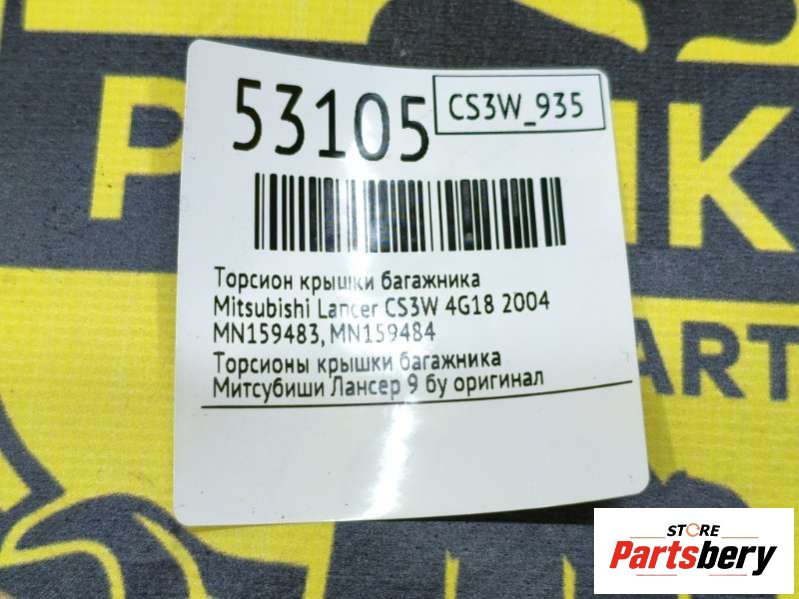 53105
CS3W_935
Торсион крышки багажника
Mitsubishi Lancer CS3W 4G18 2004
MN159483, MN159484
Торсионы крышки багажника
Митсубиши Лансер 9 бу оригинал
STORE
Partsbery